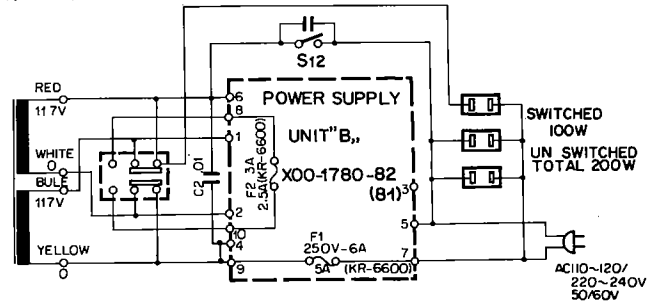 S12
RED
117V
6
8
POWER SUPPLY
SWITCHED
100W
1
UNIT"B„
UN SWITCHED
TOTAL 200W
WHITE
0
BULE
117V
C2 01
F2 3A
2.5A(KR-6600)
X00-1780-82
(81)
3
2
5
10
4
F1
250V-6A
7
YELLOW
0
9
5A
(KR-6600)
AC110~120/
220~240V
50/60V